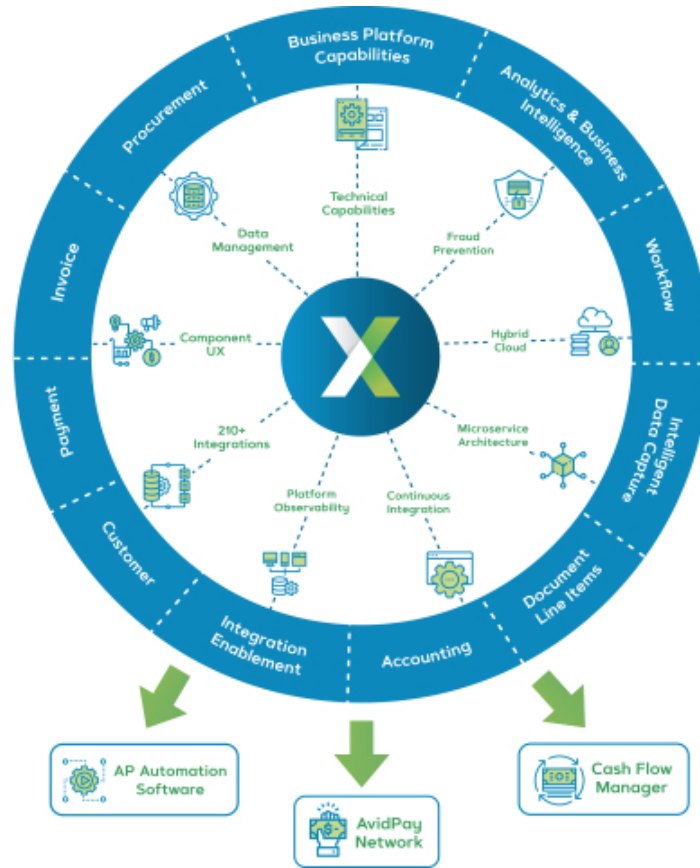 Business Platform
Capabilities
Analytics & Business
Intelligence
Workflow
Intelligent
Data Capture
Document
Line Items
Accounting
Integration
Enablement
Customer
Payment
Invoice
Procurement
Technical
Capabilities
Fraud
Prevention
Hybrid
Cloud
Microservice
Architecture
Continuous
Integration
Platform
Observability
210+
Integrations
Component
UX
Data
Management
AP Automation
Software
AvidPay
Network
Cash Flow
Manager